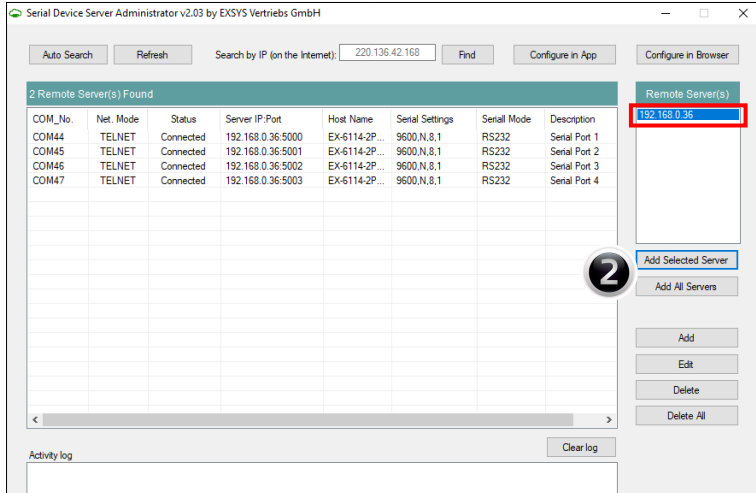 Serial Device Server Administrator v2.03 by EXSYS Vertriebs GmbH
Auto Search Refresh Search by IP (on the Internet): 220.136.42.168 Find Configure in App Configure in Browser
2 Remote Server(s) Found Remote Server(s)
COM_No. Net. Mode Status Server IP:Port Host Name Serial Settings Seriall Mode Description
192.168.0.36
COM44 TELNET Connected 192.168.0.36:5000 EX-6114-2P... 9600,N,8,1 RS232 Serial Port 1
COM45 TELNET Connected 192.168.0.36:5001 EX-6114-2P... 9600,N,8,1 RS232 Serial Port 2
COM46 TELNET Connected 192.168.0.36:5002 EX-6114-2P... 9600,N,8,1 RS232 Serial Port 3
COM47 TELNET Connected 192.168.0.36:5003 EX-6114-2P... 9600,N,8,1 RS232 Serial Port 4
2 Add Selected Server
Add All Servers
Add
Edit
Delete
Delete All
Activity log Clear log